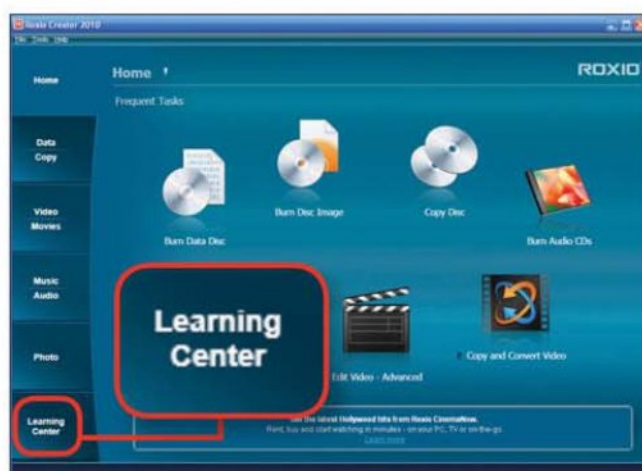 Roxio Creator 2010
File Tools Help
Home
Home
ROXIO
Frequent Tasks
Data
Copy
Burn Data Disc
Burn Disc Image
Copy Disc
Burn Audio CDs
Video
Movies
Music
Audio
Learning
Center
Photo
Edit Video - Advanced
Copy and Convert Video
Learning
Center
the latest Hollywood hits from Roxio CinemaNow.
Rent, buy and start watching in minutes - on your PC, TV or on-the-go.
Learn more